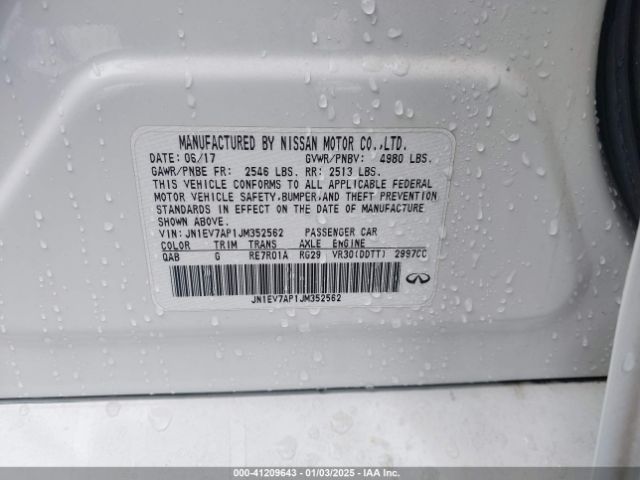 MANUFACTURED BY NISSAN MOTOR CO.,LTD.
DATE: 06/17 GVWR/PNBV: 4980 LBS.
GAWR/PNBE FR: 2546 LBS. RR: 2513 LBS.
THIS VEHICLE CONFORMS TO ALL APPLICABLE FEDERAL
MOTOR VEHICLE SAFETY,BUMPER,AND THEFT PREVENTION
STANDARDS IN EFFECT ON THE DATE OF MANUFACTURE
SHOWN ABOVE.
VIN: JN1EV7AP1JM352562 PASSENGER CAR
COLOR TRIM TRANS AXLE ENGINE
QAB G RE7R01A RG29 VR30(DDTT) 2997CC
JN1EV7AP1JM352562
000-41209643 - 01/03/2025 - IAAI.COM